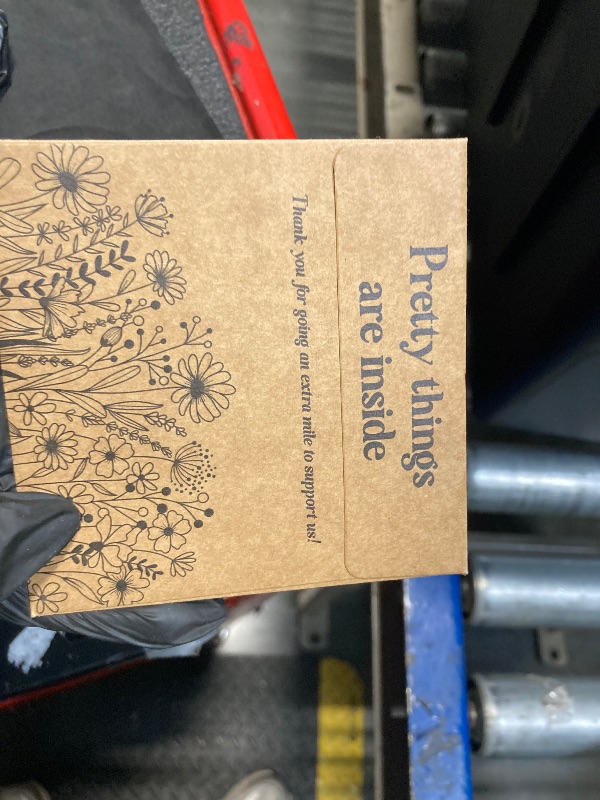 Pretty things
are inside
Thank you for going an extra mile to support us!